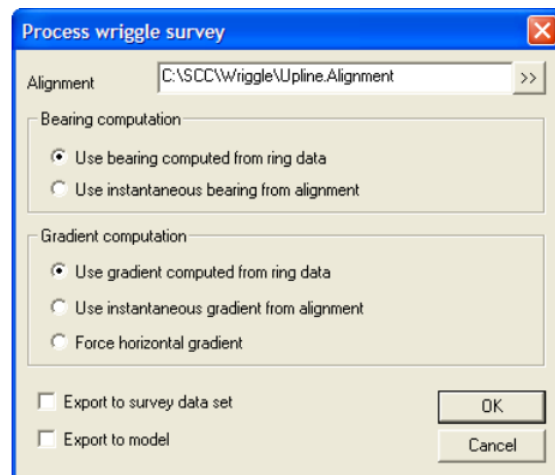 Process wriggle survey
Alignment C:\SCC\Wriggle\Upline.Alignment >>
Bearing computation
Use bearing computed from ring data
Use instantaneous bearing from alignment
Gradient computation
Use gradient computed from ring data
Use instantaneous gradient from alignment
Force horizontal gradient
Export to survey data set
OK
Export to model
Cancel